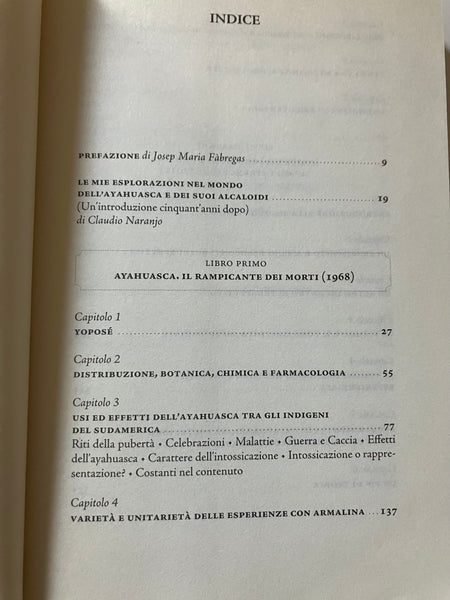 INDICE
PREFAZIONE di Josep Maria Fàbregas 9
LE MIE ESPLORAZIONI NEL MONDO
DELL'AYAHUASCA E DEI SUOI ALCALOIDI 19
(Un'introduzione cinquant'anni dopo)
di Claudio Naranjo
LIBRO PRIMO
AYAHUASCA. IL RAMPICANTE DEI MORTI (1968)
Capitolo 1
YOPOSÉ 27
Capitolo 2
DISTRIBUZIONE, BOTANICA, CHIMICA E FARMACOLOGIA 55
Capitolo 3
USI ED EFFETTI DELL'AYAHUASCA TRA GLI INDIGENI
DEL SUDAMERICA 77
Riti della pubertà • Celebrazioni • Malattie • Guerra e Caccia • Effetti
dell'ayahuasca • Carattere dell'intossicazione • Intossicazione o rappre-
sentazione? • Costanti nel contenuto
Capitolo 4
VARIETÀ E UNITARIETÀ DELLE ESPERIENZE CON ARMALINA 137